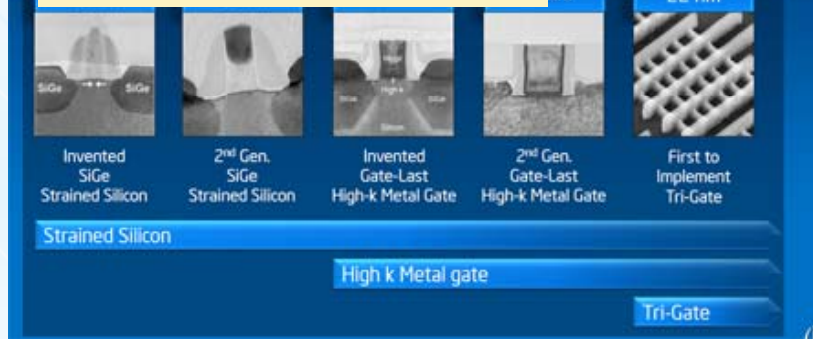 22 nm
SiGe SiGe
High-k
SiGe SiGe
Silicon
Invented
SiGe
Strained Silicon
2nd Gen.
SiGe
Strained Silicon
Invented
Gate-Last
High-k Metal Gate
2nd Gen.
Gate-Last
High-k Metal Gate
First to
Implement
Tri-Gate
Strained Silicon
High k Metal gate
Tri-Gate